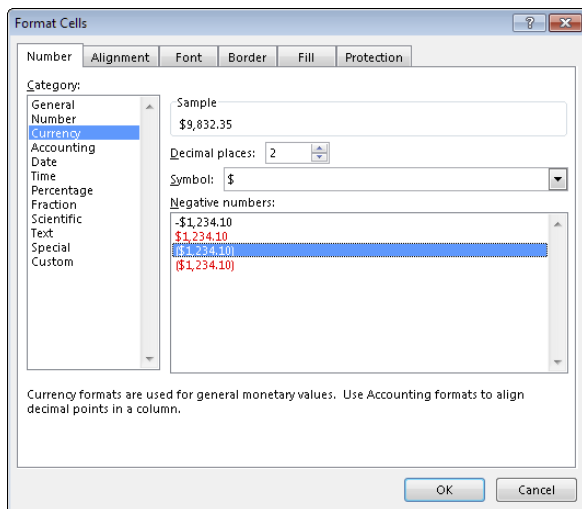 Format Cells
Number Alignment Font Border Fill Protection
Category:
General
Number
Currency
Accounting
Date
Time
Percentage
Fraction
Scientific
Text
Special
Custom
Sample
$9,832.35
Decimal places: 2
Symbol: $
Negative numbers:
-$1,234.10
$1,234.10
($1,234.10)
($1,234.10)
Currency formats are used for general monetary values. Use Accounting formats to align
decimal points in a column.
OK Cancel